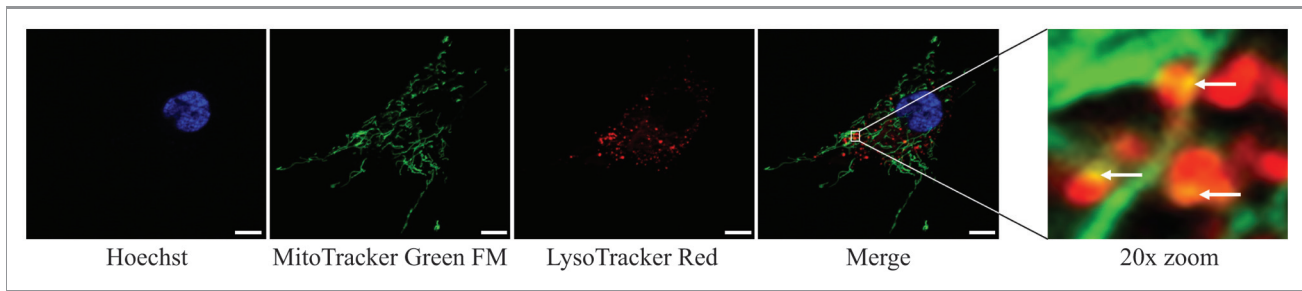 Hoechst
MitoTracker Green FM
LysoTracker Red
Merge
20x zoom